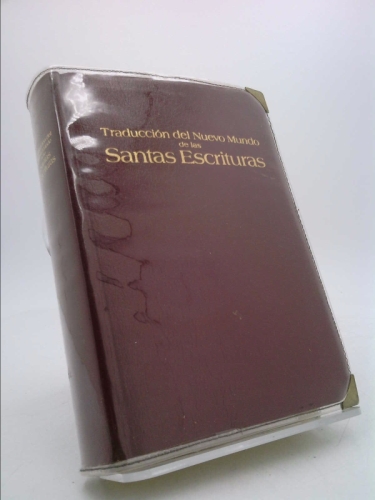 Traducción del Nuevo Mundo
de las
Santas Escrituras